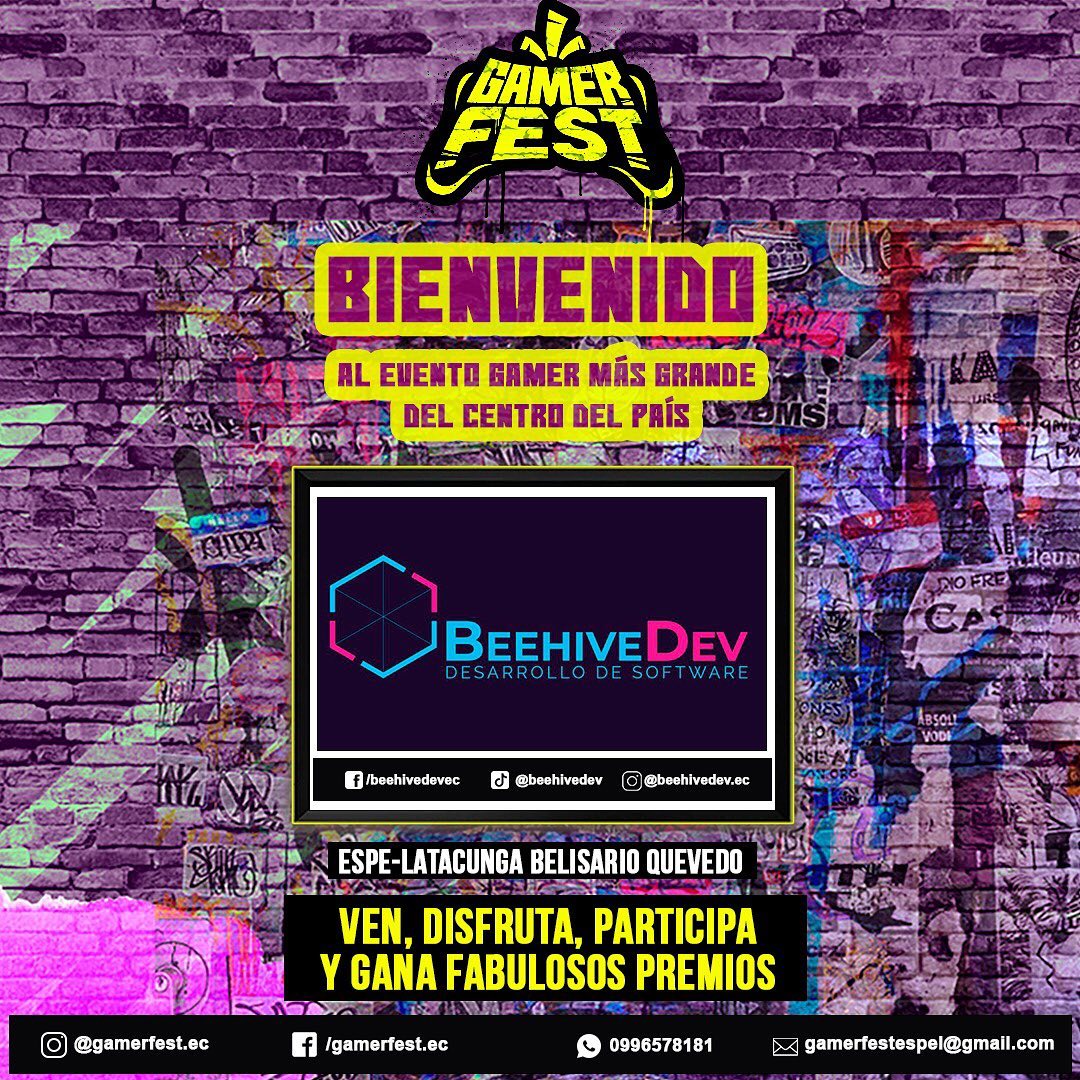 GAMER
FEST
BIENVENIDO
AL EVENTO GAMER MÁS GRANDE
DEL CENTRO DEL PAÍS
BEEHIVEDEV
DESARROLLO DE SOFTWARE
/beehivedevec @beehivedev @beehivedev.ec
ESPE-LATACUNGA BELISARIO QUEVEDO
VEN, DISFRUTA, PARTICIPA
Y GANA FABULOSOS PREMIOS
@gamerfest.ec /gamerfest.ec 0996578181 gamerfestespel@gmail.com